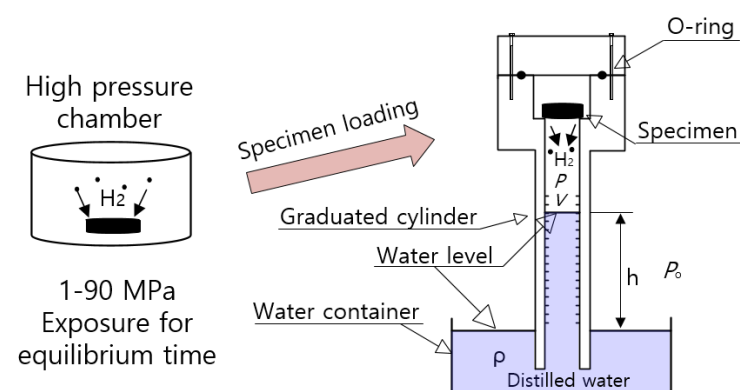 High pressure
chamber
H₂
1-90 MPa
Exposure for
equilibrium time
Specimen loading
O-ring
Specimen
H₂
P
V
Graduated cylinder
Water level
Water container
h
Pₒ
ρ
Distilled water